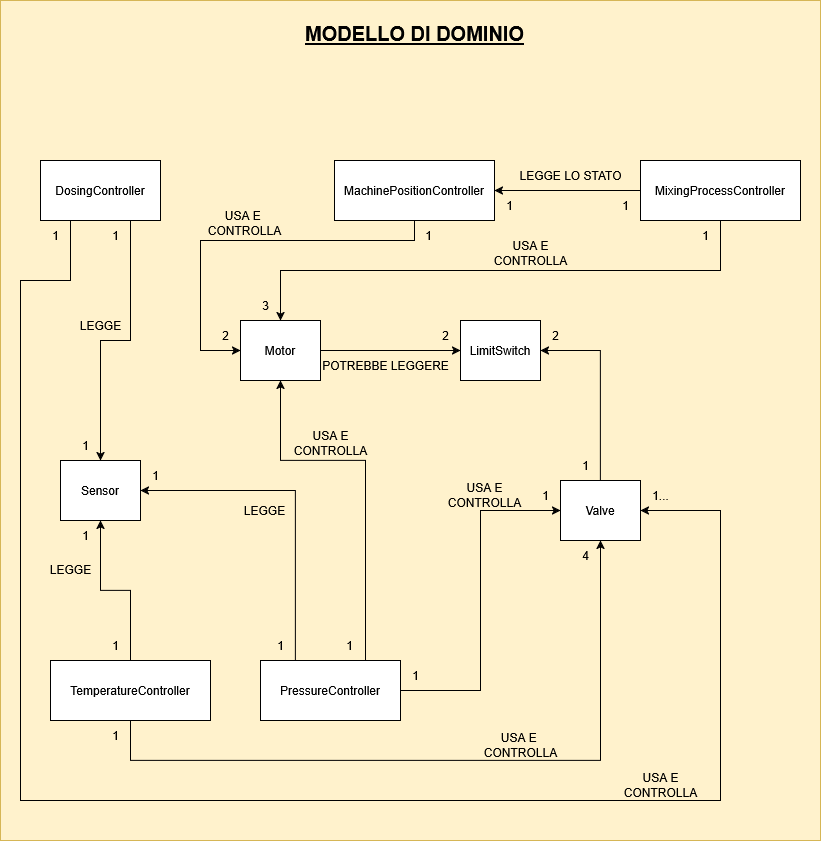 MODELLO DI DOMINIO
DosingController
MachinePositionController
LEGGE LO STATO
MixingProcessController
1
1
1
1
1
1
1
USA E
CONTROLLA
USA E
CONTROLLA
3
LEGGE
2
Motor
2
LimitSwitch
2
POTREBBE LEGGERE
1
USA E
CONTROLLA
1
1
Sensor
1
LEGGE
USA E
CONTROLLA
1
Valve
1...
1
4
LEGGE
1
1
1
TemperatureController
PressureController
1
1
USA E
CONTROLLA
USA E
CONTROLLA